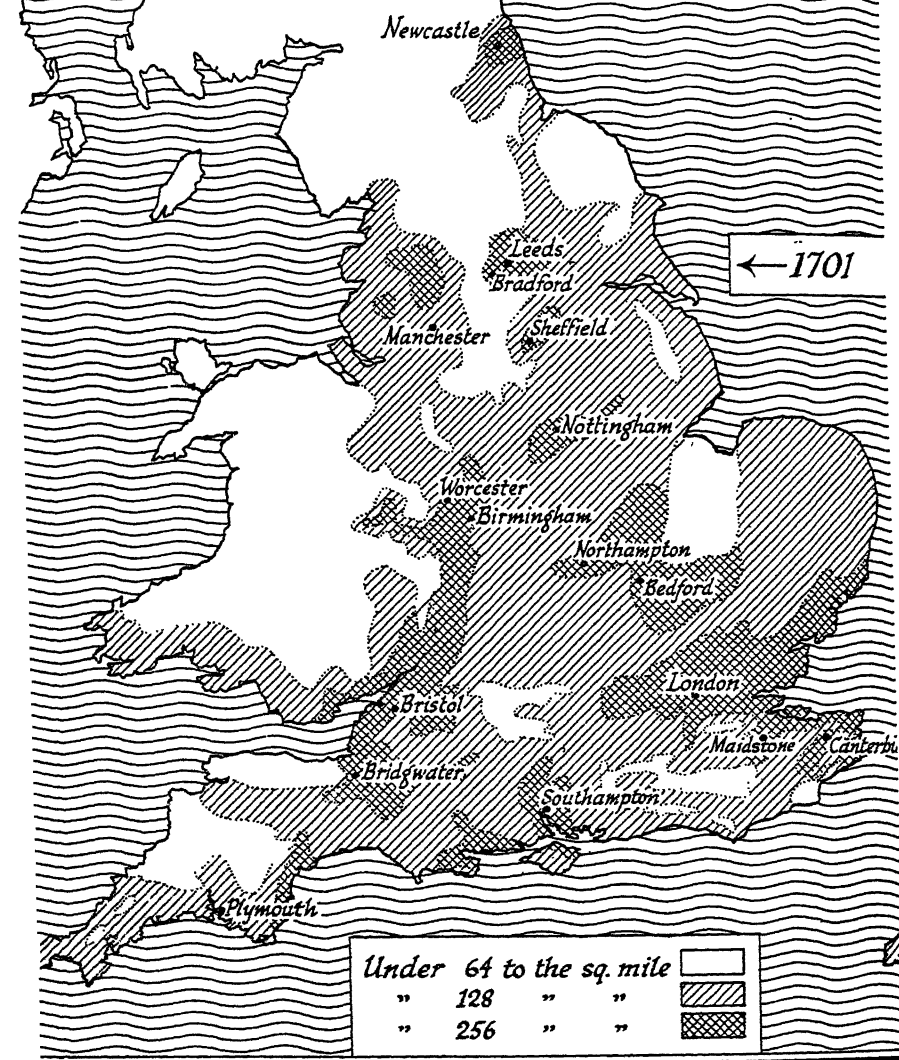 Newcastle
Leeds
←1701
Bradford
Manchester
Sheffield
Nottingham
Worcester
Birmingham
Northampton
Bedford
London
Bristol
Maidstone
Bridgwater
Southampton
Plymouth
Under 64 to the sq. mile
" 128 " "
" 256 " "